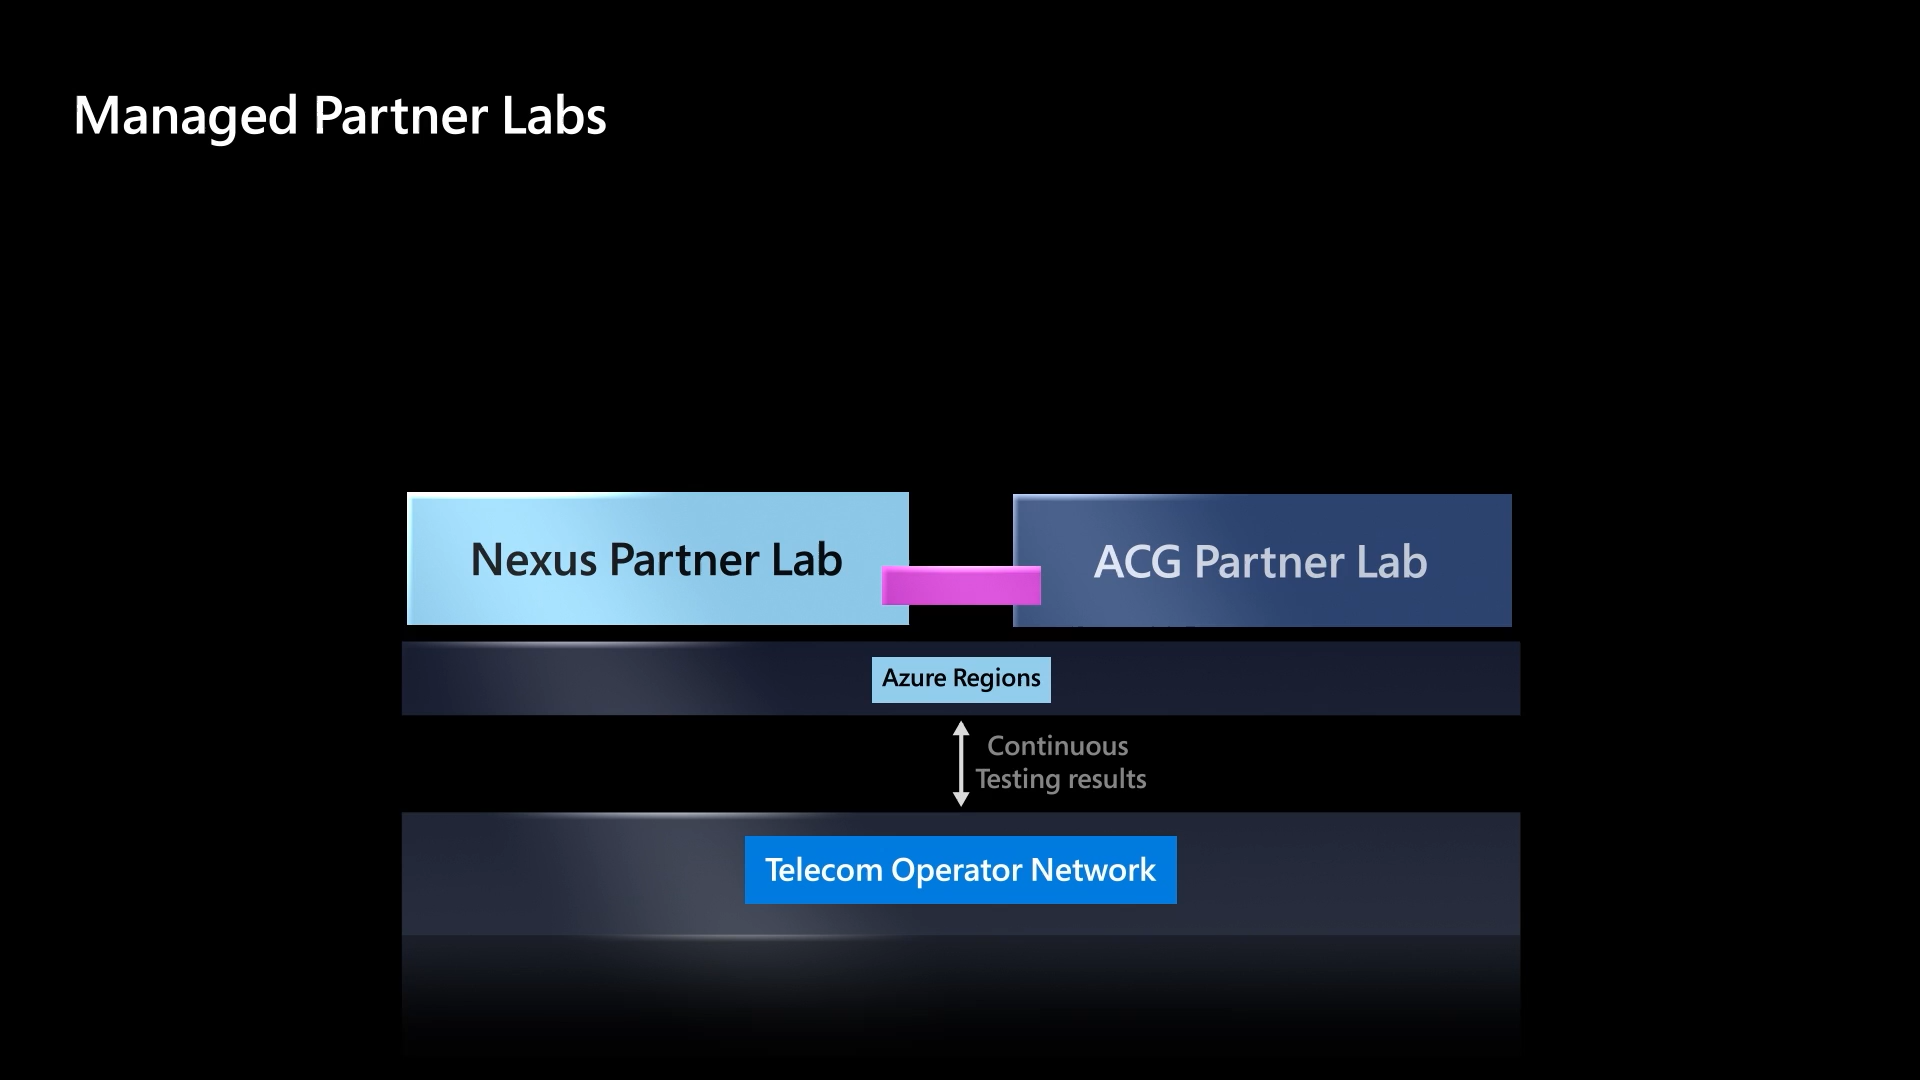 Managed Partner Labs
Nexus Partner Lab
ACG Partner Lab
Azure Regions
Continuous
Testing results
Telecom Operator Network